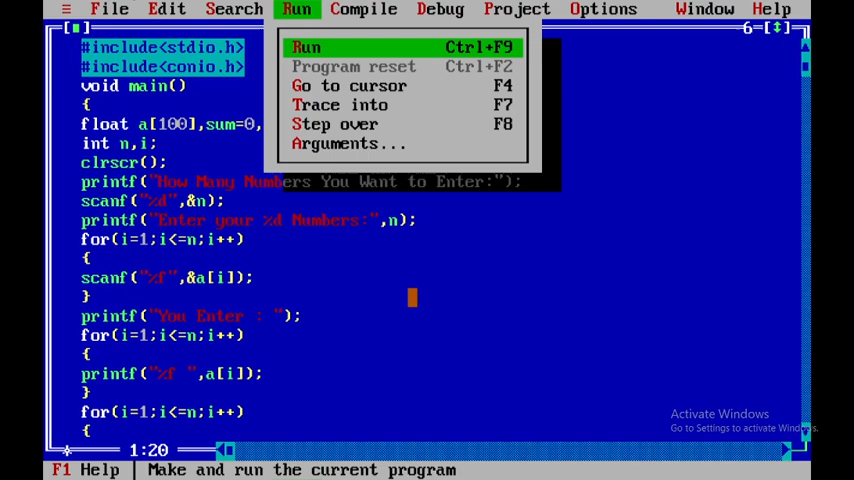 ≡ File Edit Search Run Compile Debug Project Options Window Help
[■] 6=[↕]
Run Ctrl+F9
Program reset Ctrl+F2
Go to cursor F4
Trace into F7
Step over F8
Arguments...
#include<stdio.h>
#include<conio.h>
void main()
{
float a[100],sum=0,
int n,i;
clrscr();
printf("How Many Numbers You Want to Enter:");
scanf("%d",&n);
printf("Enter your %d Numbers:",n);
for(i=1;i<=n;i++)
{
scanf("%f",&a[i]);
}
printf("You Enter : ");
for(i=1;i<=n;i++)
{
printf("%f ",a[i]);
}
for(i=1;i<=n;i++)
{
Activate Windows
Go to Settings to activate Windows.
1:20
F1 Help | Make and run the current program